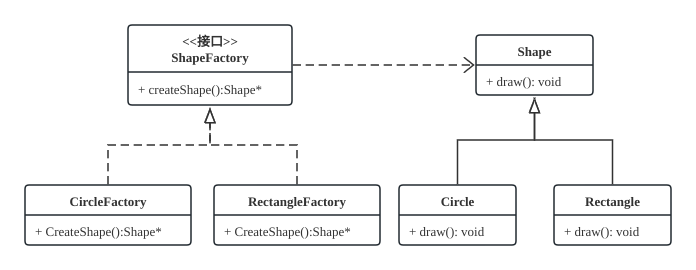 <<接口>>
ShapeFactory
+ createShape():Shape*
Shape
+ draw(): void
CircleFactory
+ CreateShape():Shape*
RectangleFactory
+ CreateShape():Shape*
Circle
+ draw(): void
Rectangle
+ draw(): void